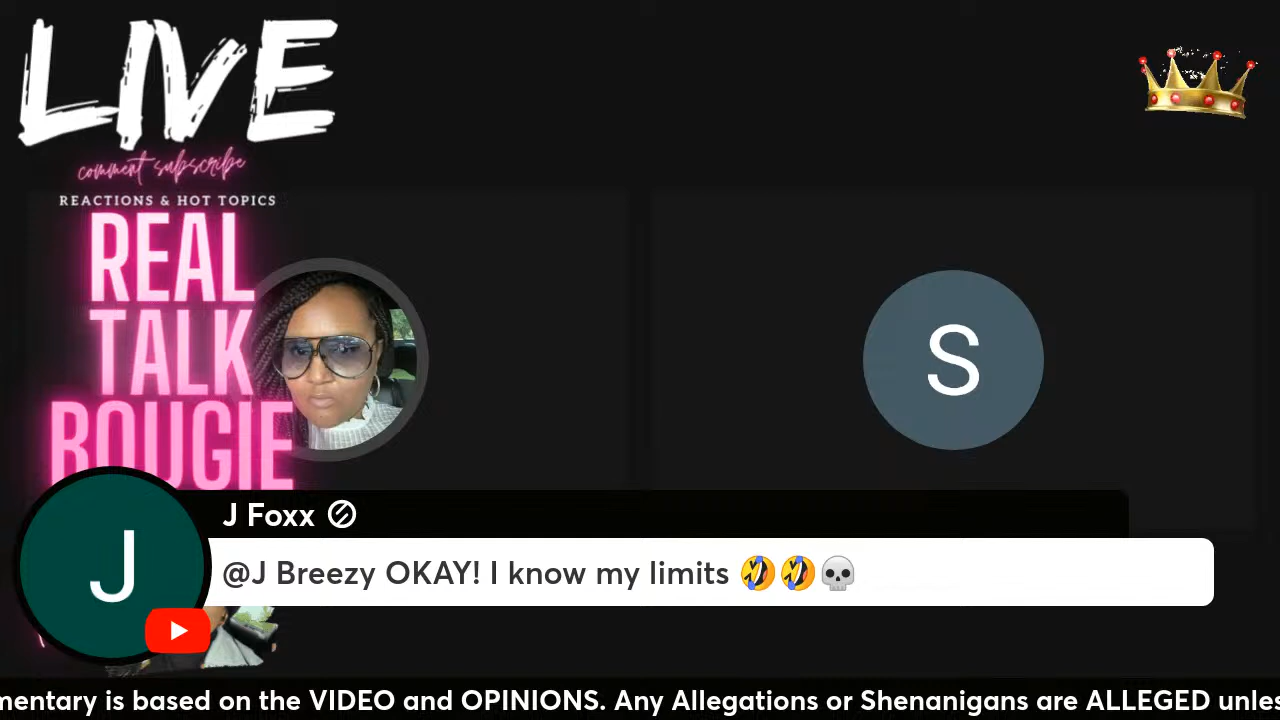 LIVE
comment subscribe
REACTIONS & HOT TOPICS
REAL
TALK
BOUGIE
S
J
J Foxx
@J Breezy OKAY! I know my limits 🤣🤣💀
mentary is based on the VIDEO and OPINIONS. Any Allegations or Shenanigans are ALLEGED unles